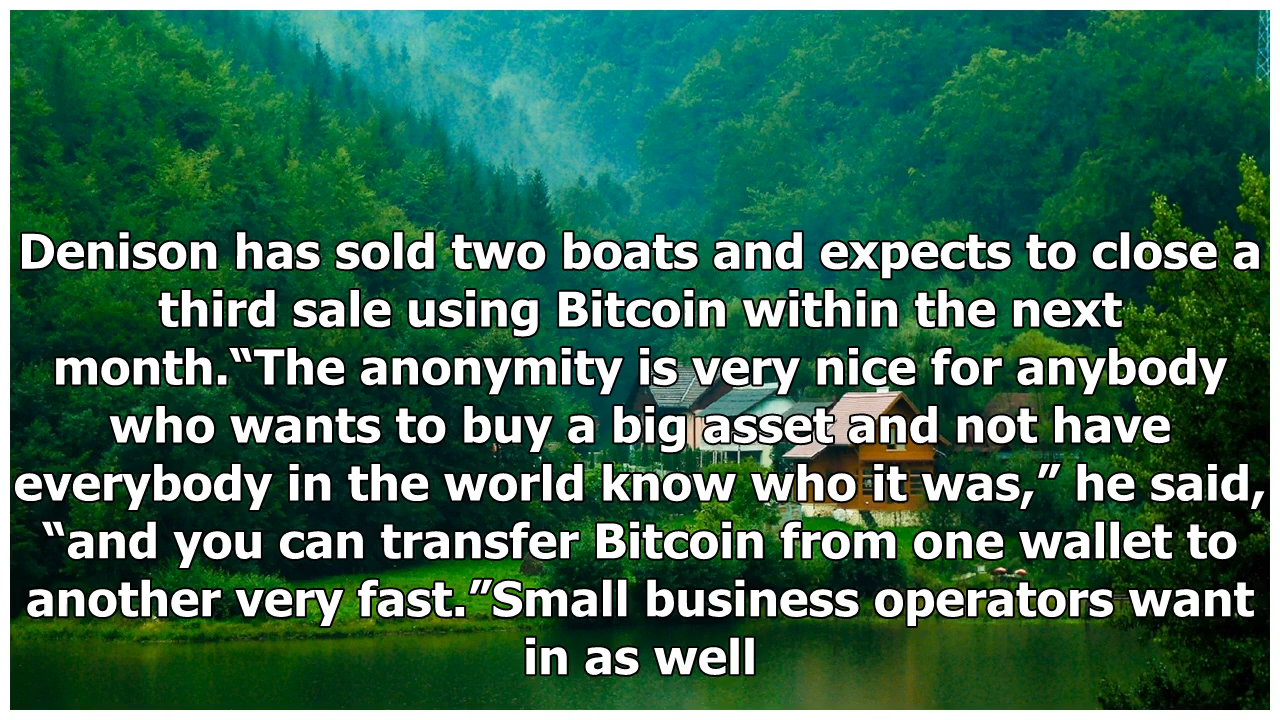 Denison has sold two boats and expects to close a
third sale using Bitcoin within the next
month.“The anonymity is very nice for anybody
who wants to buy a big asset and not have
everybody in the world know who it was,” he said,
“and you can transfer Bitcoin from one wallet to
another very fast.”Small business operators want
in as well